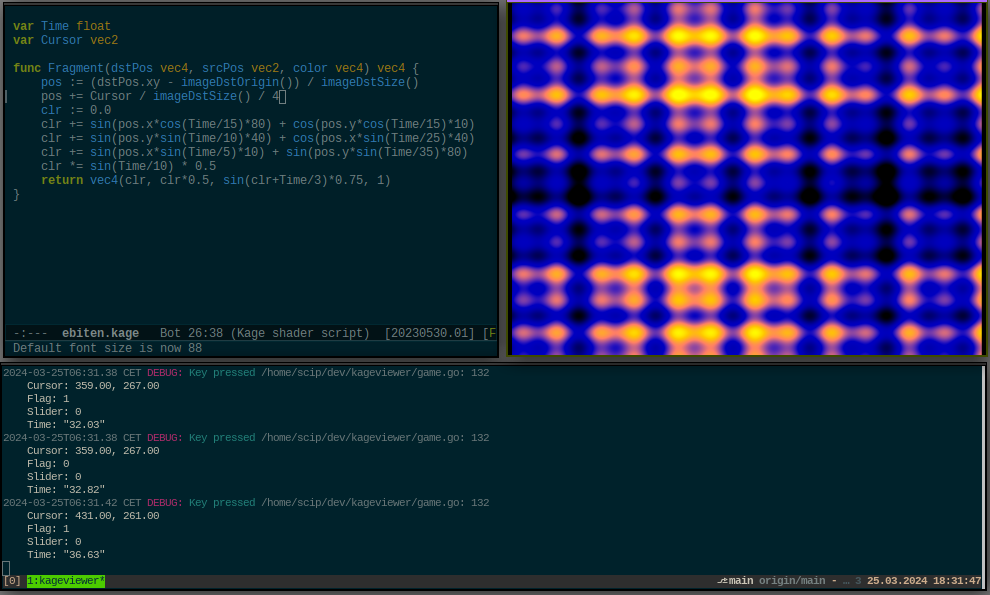 var Time float
var Cursor vec2
func Fragment(dstPos vec4, srcPos vec2, color vec4) vec4 {
    pos := (dstPos.xy - imageDstOrigin()) / imageDstSize()
    pos += Cursor / imageDstSize() / 4
    clr := 0.0
    clr += sin(pos.x*cos(Time/15)*80) + cos(pos.y*cos(Time/15)*10)
    clr += sin(pos.y*sin(Time/10)*40) + cos(pos.x*sin(Time/25)*40)
    clr += sin(pos.x*sin(Time/5)*10) + sin(pos.y*sin(Time/35)*80)
    clr *= sin(Time/10) * 0.5
    return vec4(clr, clr*0.5, sin(clr+Time/3)*0.75, 1)
}
-:---  ebiten.kage   Bot 26:38 (Kage shader script)  [20230530.01] [F
Default font size is now 88
2024-03-25T06:31.38 CET DEBUG: Key pressed /home/scip/dev/kageviewer/game.go: 132
    Cursor: 359.00, 267.00
    Flag: 1
    Slider: 0
    Time: "32.03"
2024-03-25T06:31.38 CET DEBUG: Key pressed /home/scip/dev/kageviewer/game.go: 132
    Cursor: 359.00, 267.00
    Flag: 0
    Slider: 0
    Time: "32.82"
2024-03-25T06:31.42 CET DEBUG: Key pressed /home/scip/dev/kageviewer/game.go: 132
    Cursor: 431.00, 261.00
    Flag: 1
    Slider: 0
    Time: "36.63"
[0] 1:kageviewer* ⎇main origin/main - … 3 25.03.2024 18:31:47